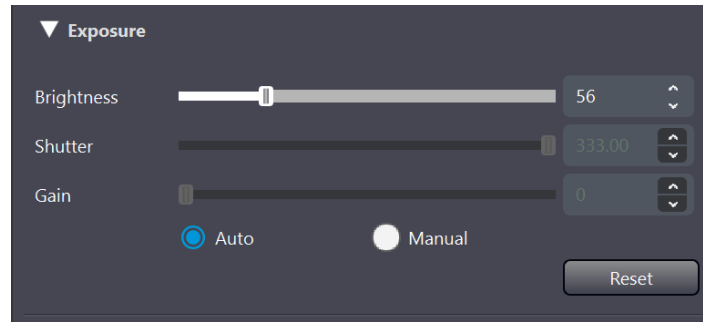 Exposure
Brightness 56
Shutter 333.00
Gain 0
Auto Manual
Reset